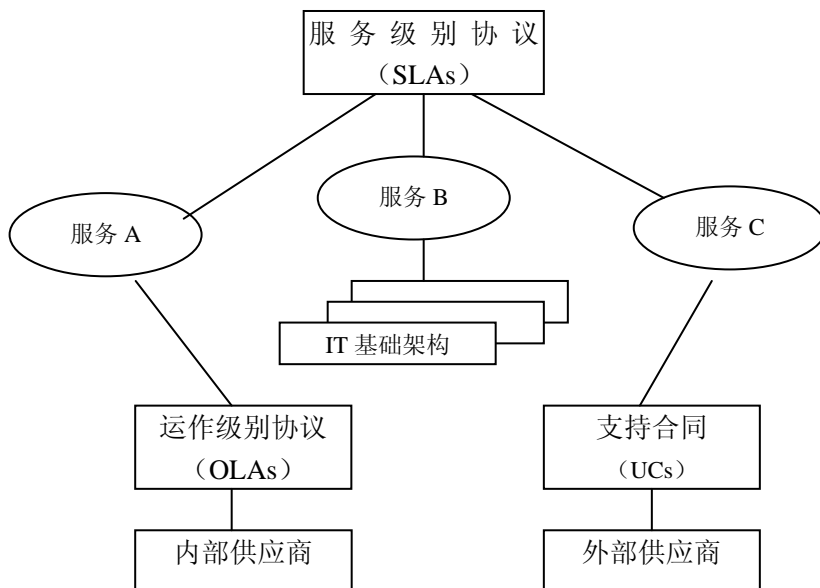 服务级别协议
（SLAs）
服务 A
服务 B
服务 C
IT 基础架构
运作级别协议
（OLAs）
支持合同
（UCs）
内部供应商
外部供应商